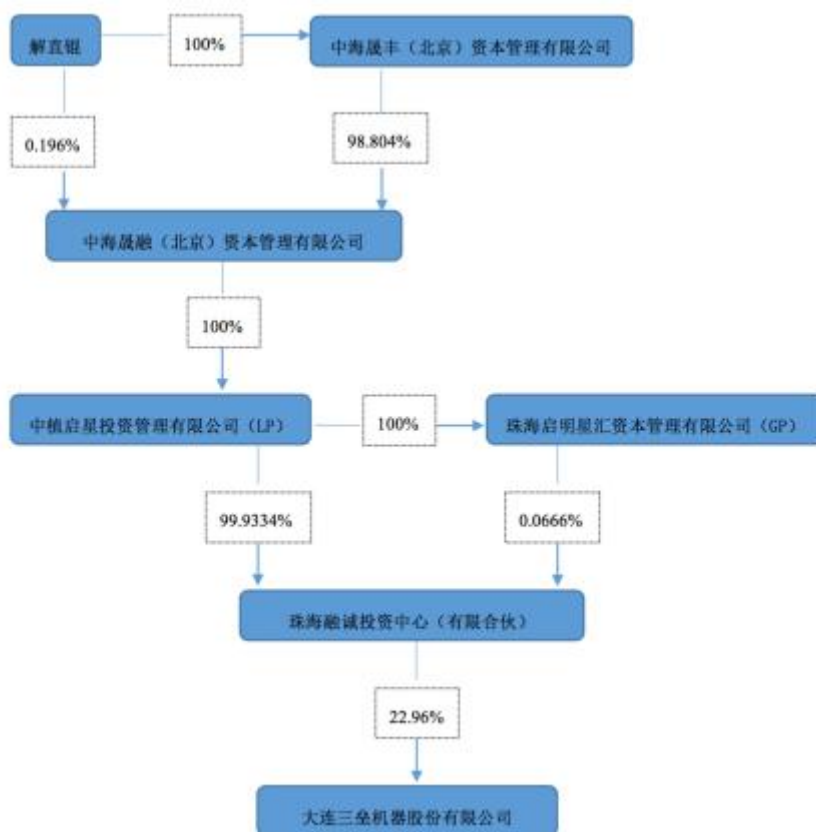 解直锟
100%
中海晟丰（北京）资本管理有限公司
0.196%
98.804%
中海晟融（北京）资本管理有限公司
100%
中植启星投资管理有限公司（LP）
100%
珠海启明星汇资本管理有限公司（GP）
99.9334%
0.0666%
珠海融诚投资中心（有限合伙）
22.96%
大连三垒机器股份有限公司